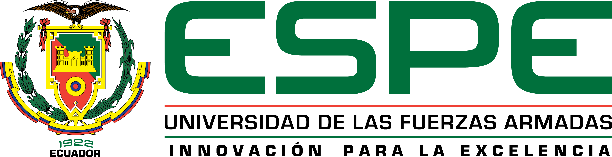 ESPE
UNIVERSIDAD DE LAS FUERZAS ARMADAS
INNOVACIÓN PARA LA EXCELENCIA
1922
ECUADOR